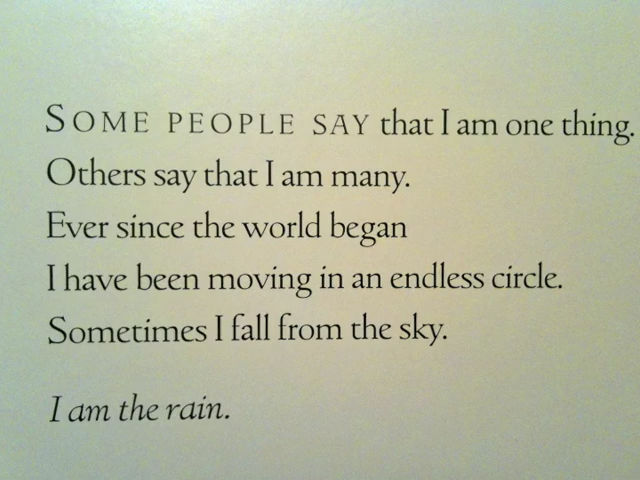 SOME PEOPLE SAY that I am one thing.
Others say that I am many.
Ever since the world began
I have been moving in an endless circle.
Sometimes I fall from the sky.
I am the rain.